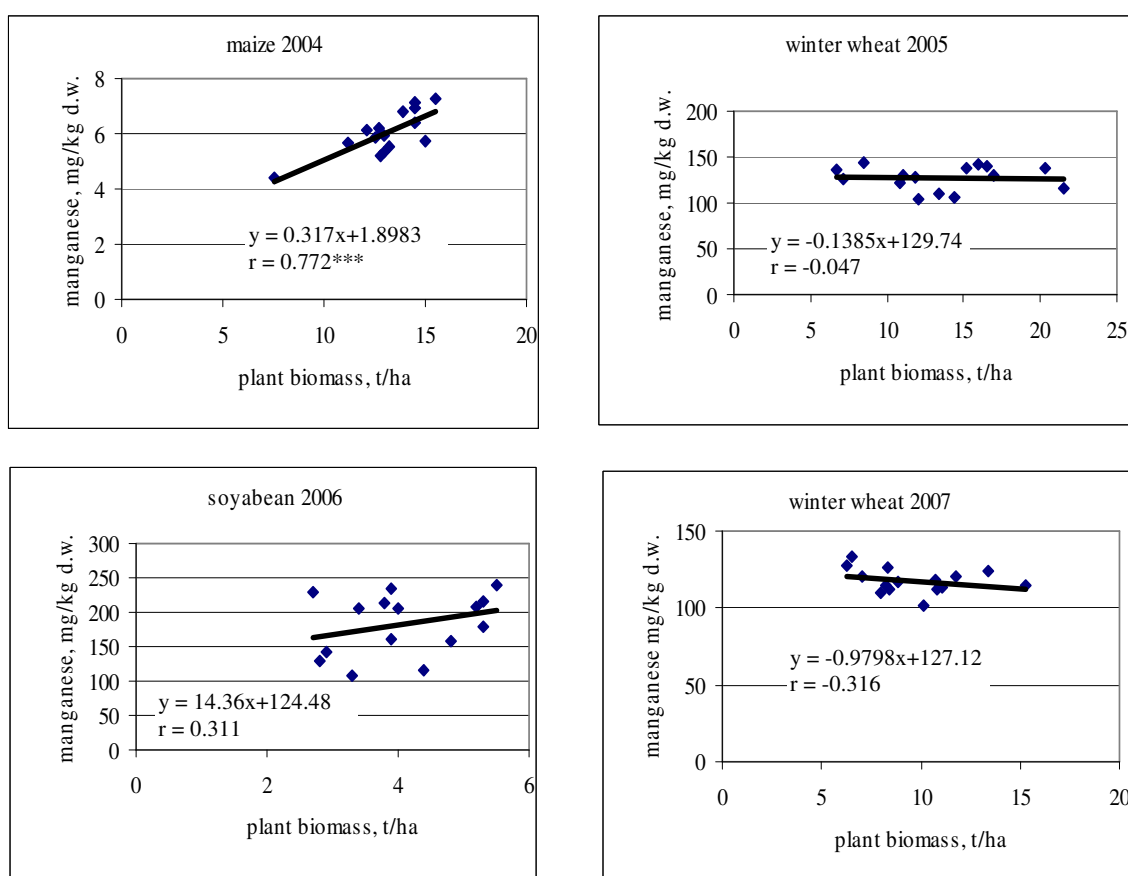 maize 2004
8
6
4
2
0
0
5
10
15
20
manganese, mg/kg d.w.
y = 0.317x+1.8983
r = 0.772***
plant biomass, t/ha
winter wheat 2005
200
150
100
50
0
0
5
10
15
20
25
manganese, mg/kg d.w.
y = -0.1385x+129.74
r = -0.047
plant biomass, t/ha
soyabean 2006
300
250
200
150
100
50
0
0
2
4
6
manganese, mg/kg d.w.
y = 14.36x+124.48
r = 0.311
plant biomass, t/ha
winter wheat 2007
150
100
50
0
0
5
10
15
20
manganese mg/kg d.w.
y = -0.9798x+127.12
r = -0.316
plant biomass, t/ha